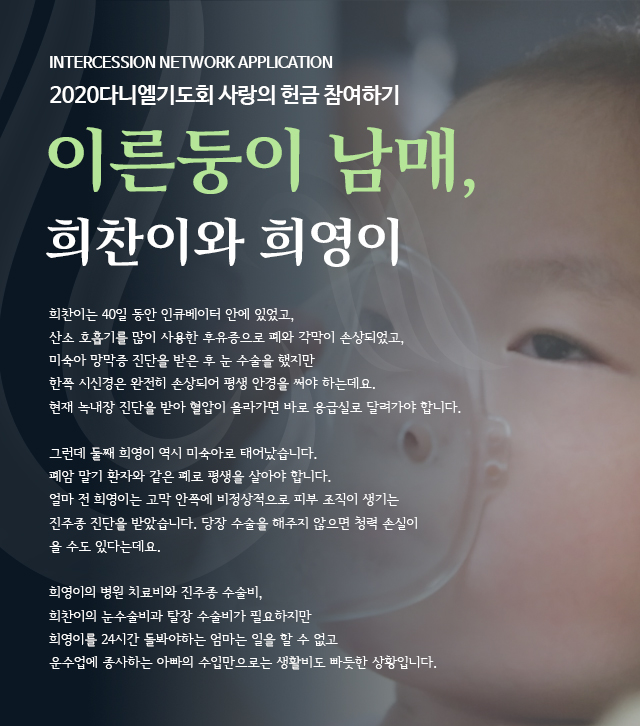 INTERCESSION NETWORK APPLICATION
2020다니엘기도회 사랑의 헌금 참여하기
이른둥이 남매,
희찬이와 희영이
희찬이는 40일 동안 인큐베이터 안에 있었고,
산소 호흡기를 많이 사용한 후유증으로 폐와 각막이 손상되었고,
미숙아 망막증 진단을 받은 후 눈 수술을 했지만
한쪽 시신경은 완전히 손상되어 평생 안경을 써야 하는데요.
현재 녹내장 진단을 받아 혈압이 올라가면 바로 응급실로 달려가야 합니다.
그런데 둘째 희영이 역시 미숙아로 태어났습니다.
폐암 말기 환자와 같은 폐로 평생을 살아야 합니다.
얼마 전 희영이는 고막 안쪽에 비정상적으로 피부 조직이 생기는
진주종 진단을 받았습니다. 당장 수술을 해주지 않으면 청력 손실이
올 수도 있다는데요.
희영이의 병원 치료비와 진주종 수술비,
희찬이의 눈수술비과 탈장 수술비가 필요하지만
희영이를 24시간 돌봐야하는 엄마는 일을 할 수 없고
운수업에 종사하는 아빠의 수입만으로는 생활비도 빠듯한 상황입니다.